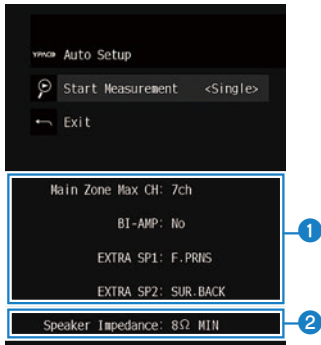 YPAO Auto Setup
Start Measurement <Single>
Exit
Main Zone Max CH: 7ch
BI-AMP: No
EXTRA SP1: F.PRNS
EXTRA SP2: SUR.BACK
1
Speaker Impedance: 8Ω MIN
2